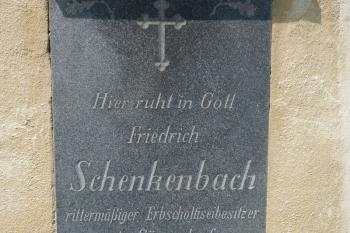 Hier ruht in Gott
Friedrich
Schenkenbach
rittermäßiger Erbscholtiseibesitzer